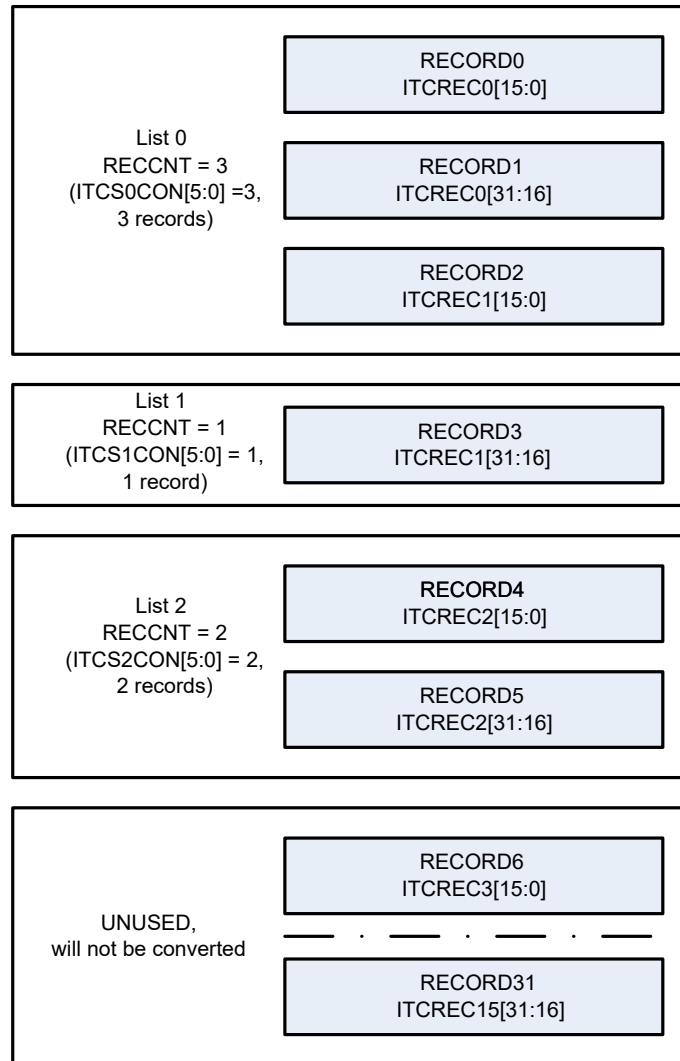 List 0
RECCNT = 3
(ITCS0CON[5:0] =3,
3 records)
RECORD0
ITCREC0[15:0]
RECORD1
ITCREC0[31:16]
RECORD2
ITCREC1[15:0]
List 1
RECCNT = 1
(ITCS1CON[5:0] = 1,
1 record)
RECORD3
ITCREC1[31:16]
List 2
RECCNT = 2
(ITCS2CON[5:0] = 2,
2 records)
RECORD4
ITCREC2[15:0]
RECORD5
ITCREC2[31:16]
UNUSED,
will not be converted
RECORD6
ITCREC3[15:0]
RECORD31
ITCREC15[31:16]